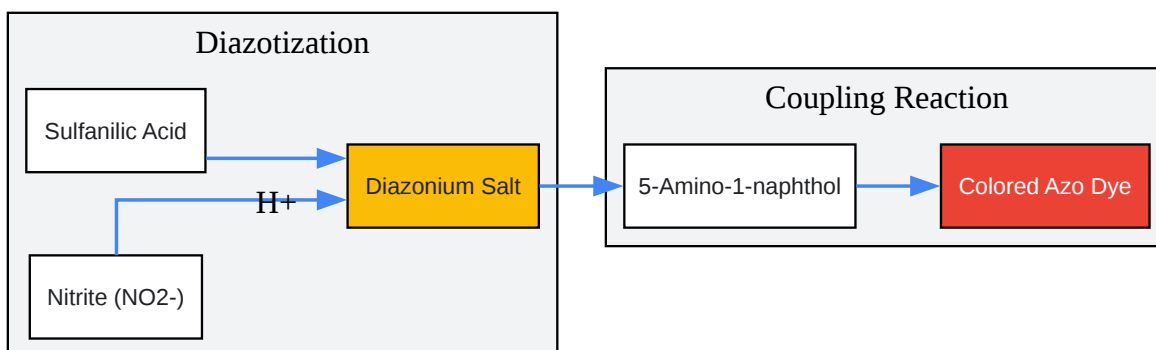 Diazotization
Sulfanilic Acid
H+
Nitrite (NO2-)
Diazonium Salt
Coupling Reaction
5-Amino-1-naphthol
Colored Azo Dye